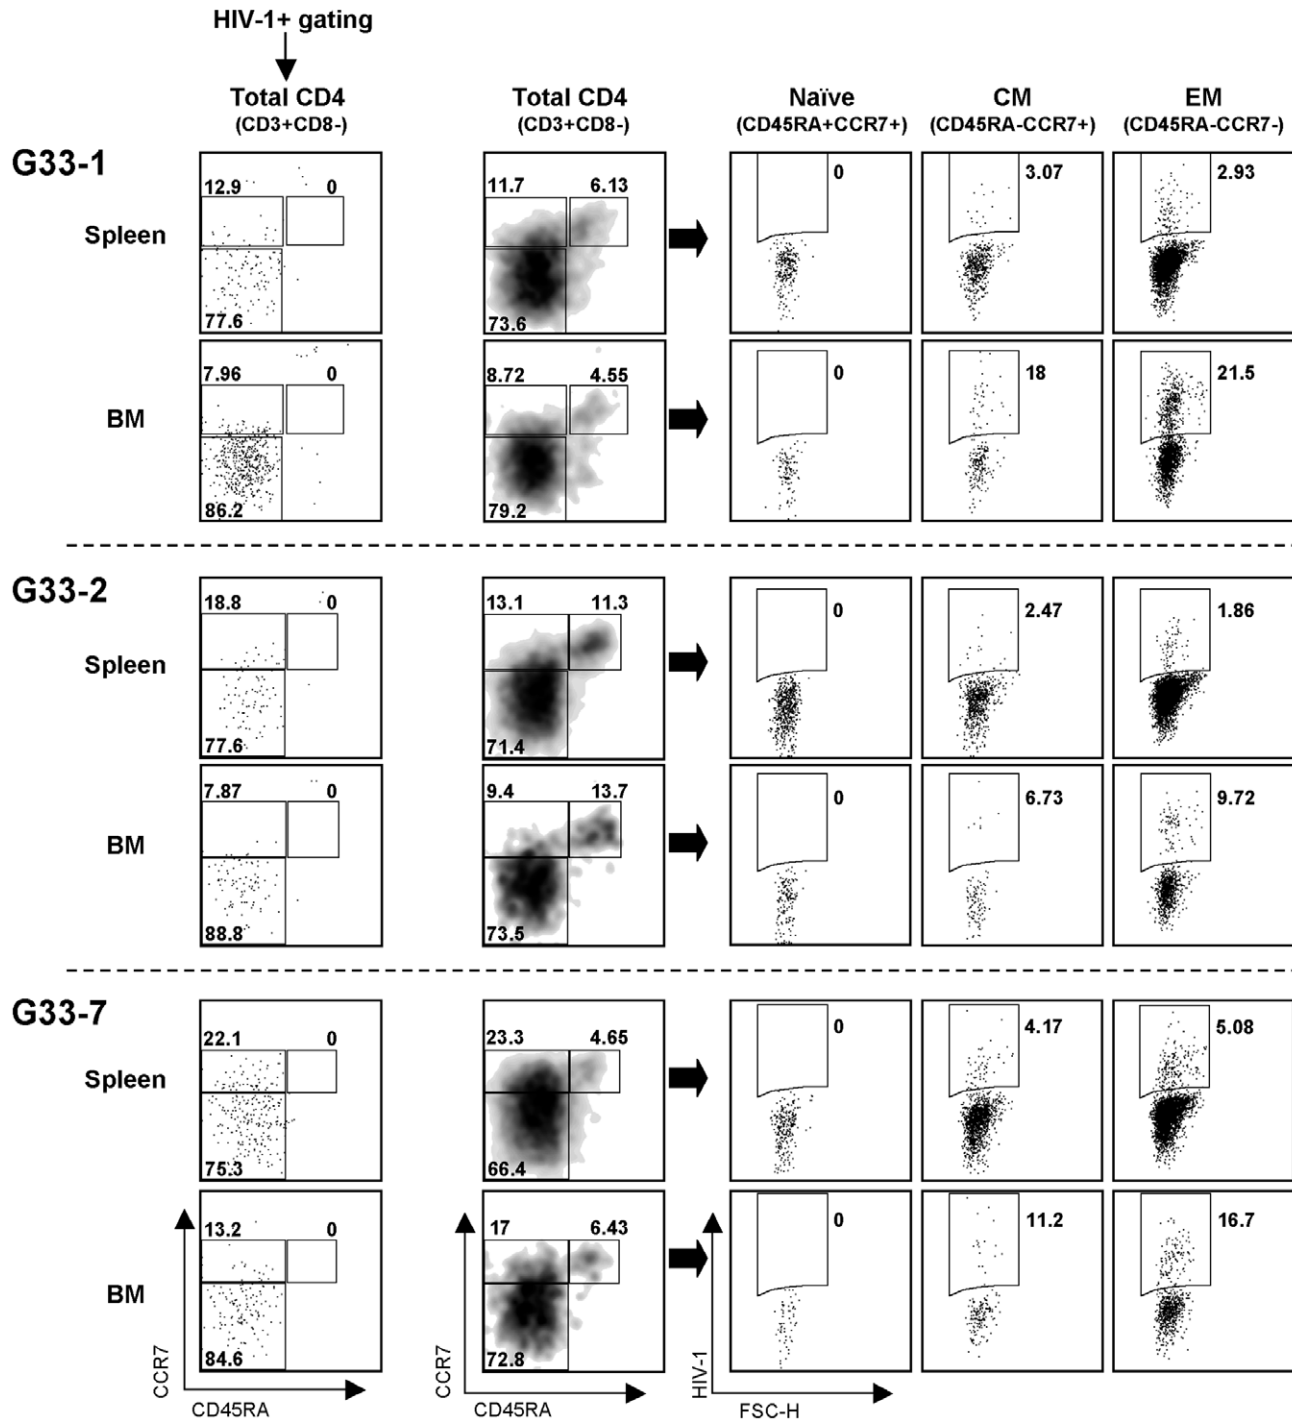 HIV-1+ gating
Total CD4 Total CD4 Naïve CM EM
(CD3+CD8-) (CD3+CD8-) (CD45RA+CCR7+) (CD45RA-CCR7+) (CD45RA-CCR7-)
G33-1
12.9 0 11.7 6.13 0 3.07 2.93
Spleen
77.6 73.6
7.96 0 8.72 4.55 0 18 21.5
BM
86.2 79.2
G33-2
18.8 0 13.1 11.3 0 2.47 1.86
Spleen
77.6 71.4
7.87 0 9.4 13.7 0 6.73 9.72
BM
88.8 73.5
G33-7
22.1 0 23.3 4.65 0 4.17 5.08
Spleen
75.3 66.4
13.2 0 17 6.43 0 11.2 16.7
BM
84.6 72.8
CCR7 CCR7 HIV-1
CD45RA CD45RA FSC-H